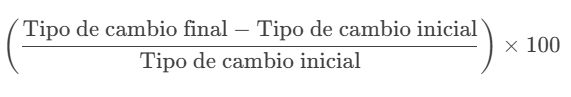 (Tipo de cambio final − Tipo de cambio inicial
Tipo de cambio inicial) × 100